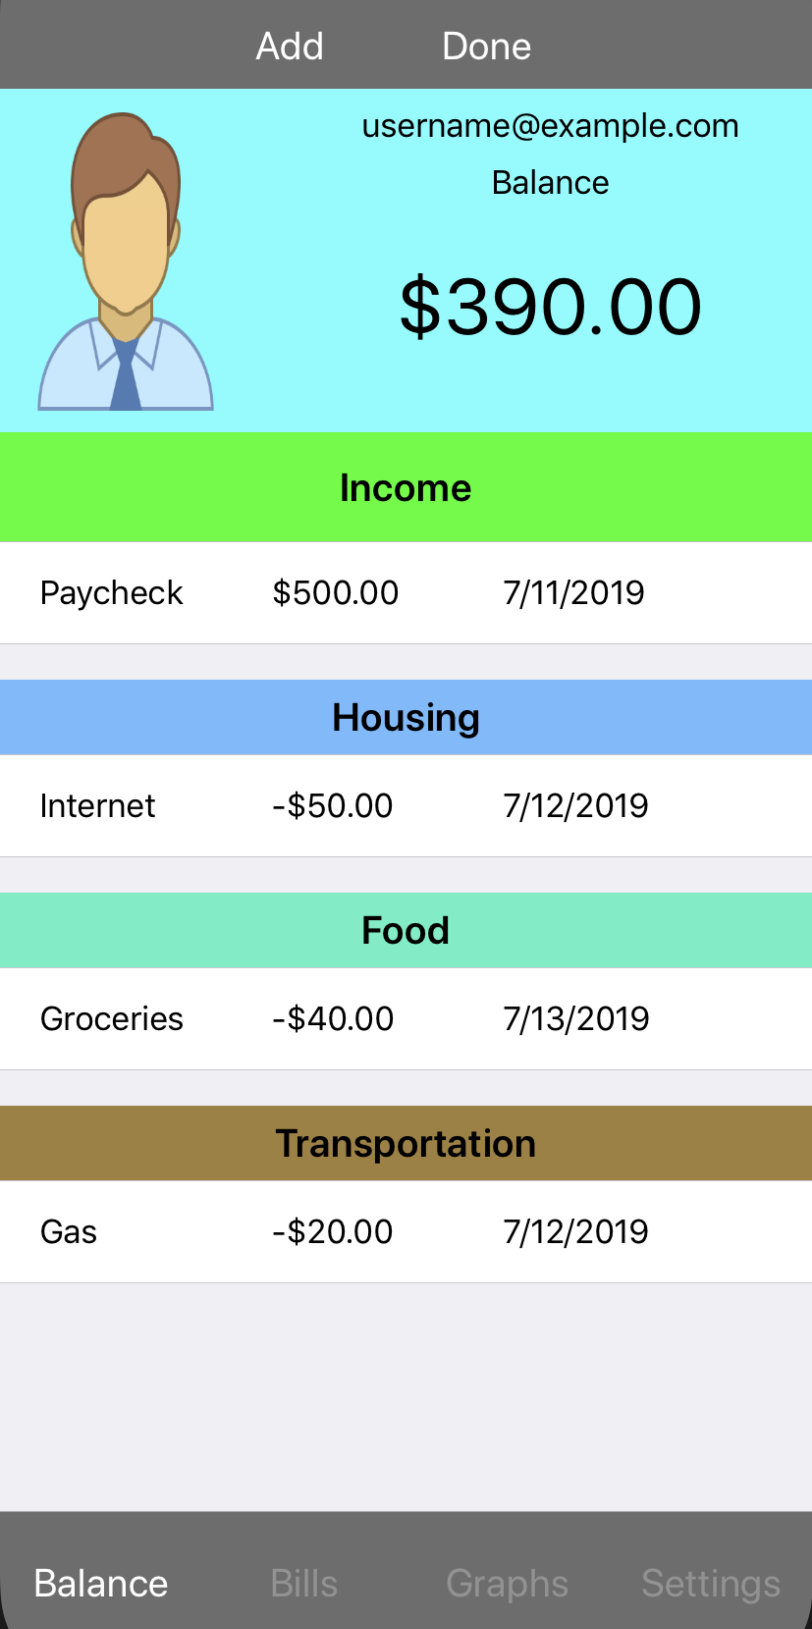 Add Done
username@example.com
Balance
$390.00
Income
Paycheck $500.00 7/11/2019
Housing
Internet -$50.00 7/12/2019
Food
Groceries -$40.00 7/13/2019
Transportation
Gas -$20.00 7/12/2019
Balance Bills Graphs Settings